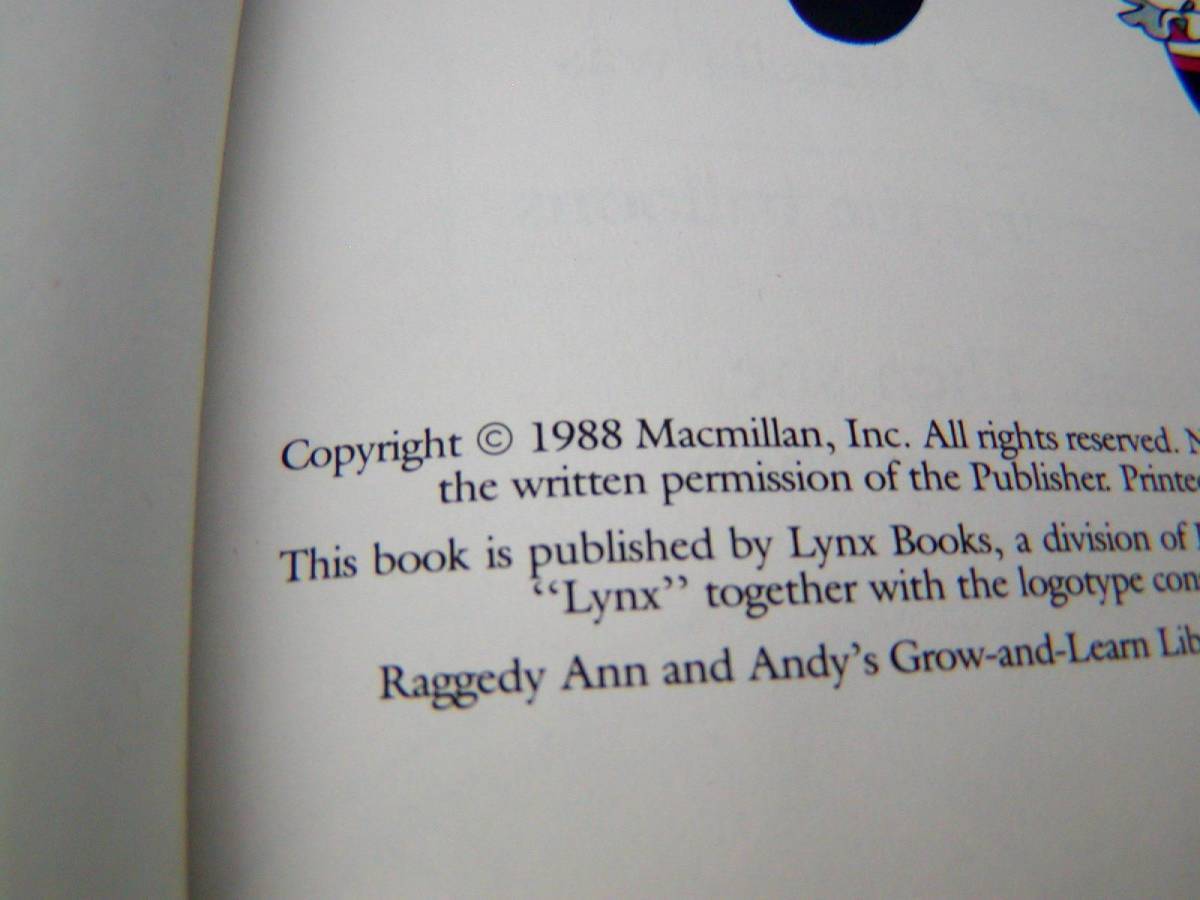 Copyright © 1988 Macmillan, Inc. All rights reserved.
the written permission of the Publisher. Printed
This book is published by Lynx Books, a division of
“Lynx” together with the logotype
Raggedy Ann and Andy’s Grow-and-Learn